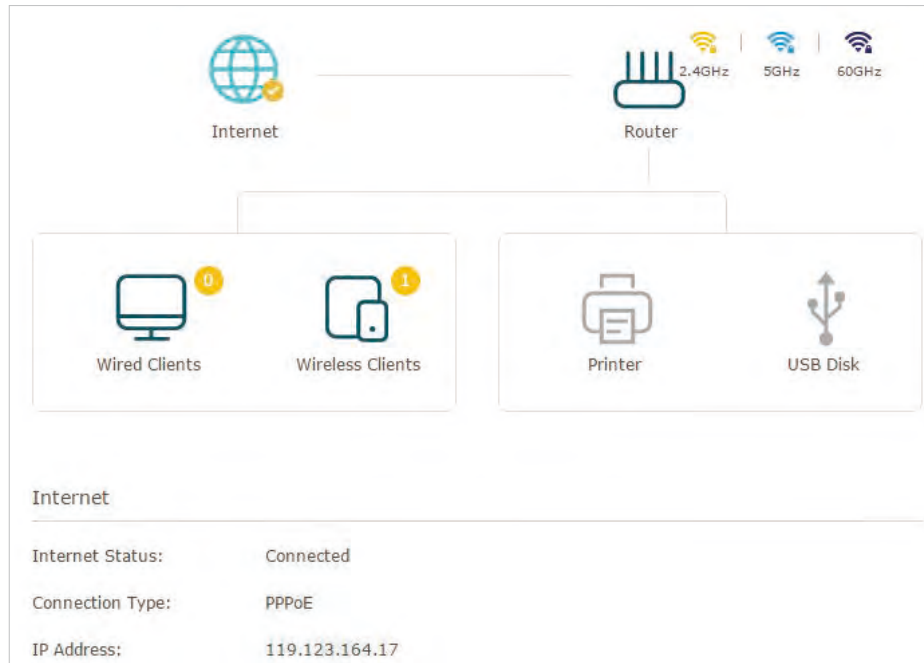 2.4GHz 5GHz 60GHz
Internet Router
0 1
Wired Clients Wireless Clients Printer USB Disk
Internet
Internet Status: Connected
Connection Type: PPPoE
IP Address: 119.123.164.17